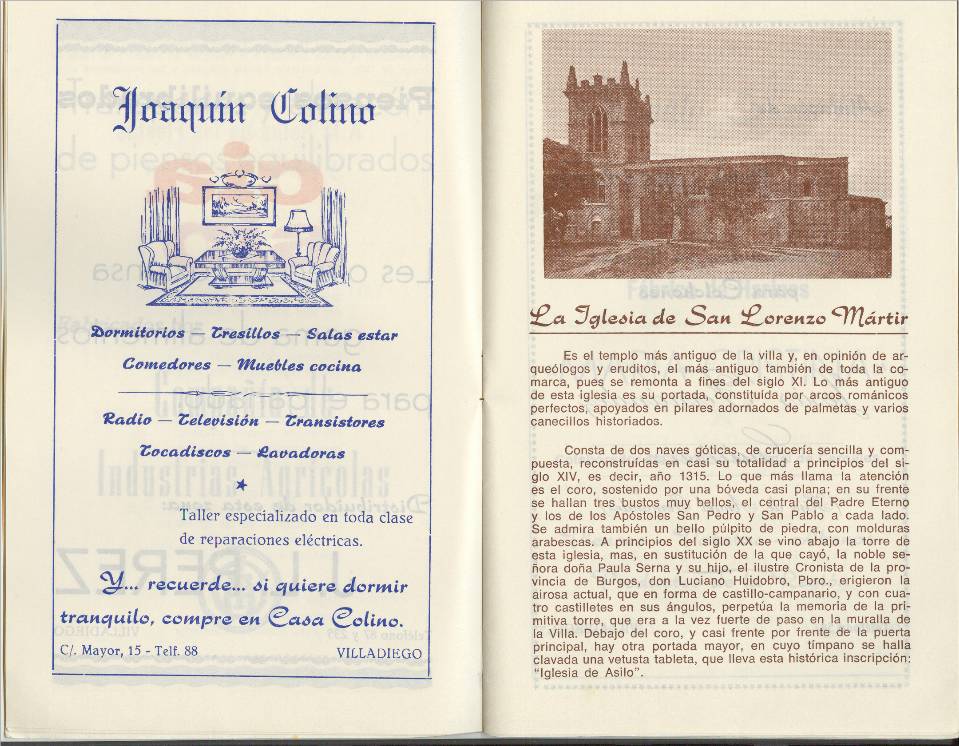 Joaquín Colino
Dormitorios — Tresillos — Salas estar
Comedores — Muebles cocina
Radio — Televisión — Transistores
Tocadiscos — Lavadoras
Taller especializado en toda clase
de reparaciones eléctricas.
Y... recuerde... si quiere dormir
tranquilo, compre en Casa Colino.
C/. Mayor, 15 - Telf. 88 VILLADIEGO
La Iglesia de San Lorenzo Mártir
Es el templo más antiguo de la villa y, en opinión de ar-
queólogos y eruditos, el más antiguo también de toda la co-
marca, pues se remonta a fines del siglo XI. Lo más antiguo
de esta iglesia es su portada, constituída por arcos románicos
perfectos, apoyados en pilares adornados de palmetas y varios
canecillos historiados.
Consta de dos naves góticas, de crucería sencilla y com-
puesta, reconstruídas en casi su totalidad a principios del si-
glo XIV, es decir, año 1315. Lo que más llama la atención
es el coro, sostenido por una bóveda casi plana; en su frente
se hallan tres bustos muy bellos, el central del Padre Eterno
y los de los Apóstoles San Pedro y San Pablo a cada lado.
Se admira también un bello púlpito de piedra, con molduras
arabescas. A principios del siglo XX se vino abajo la torre de
esta iglesia, mas, en sustitución de la que cayó, la noble se-
ñora doña Paula Serna y su hijo, el ilustre Cronista de la pro-
vincia de Burgos, don Luciano Huidobro, Pbro., erigieron la
airosa actual, que en forma de castillo-campanario, y con cua-
tro castilletes en sus ángulos, perpetúa la memoria de la pri-
mitiva torre, que era a la vez fuerte de paso en la muralla de
la Villa. Debajo del coro, y casi frente por frente de la puerta
principal, hay otra portada mayor, en cuyo tímpano se halla
clavada una vetusta tableta, que lleva esta histórica inscripción:
“Iglesia de Asilo”.